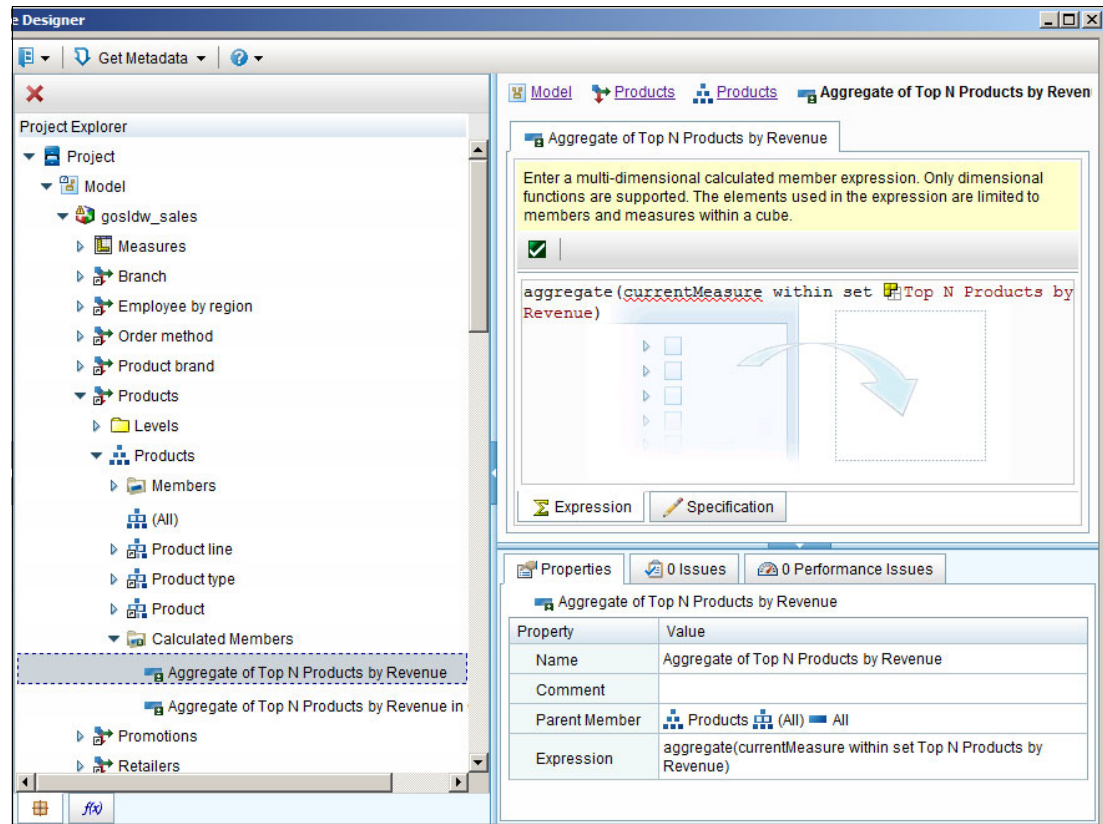 e Designer
Get Metadata
Project Explorer
Project
Model
gosldw_sales
Measures
Branch
Employee by region
Order method
Product brand
Products
Levels
Products
Members
(All)
Product line
Product type
Product
Calculated Members
Aggregate of Top N Products by Revenue
Aggregate of Top N Products by Revenue in
Promotions
Retailers
f(x)
Model Products Products Aggregate of Top N Products by Reven
Aggregate of Top N Products by Revenue
Enter a multi-dimensional calculated member expression. Only dimensional
functions are supported. The elements used in the expression are limited to
members and measures within a cube.
aggregate(currentMeasure within set Top N Products by
Revenue)
Expression Specification
Properties 0 Issues 0 Performance Issues
Aggregate of Top N Products by Revenue
Property Value
Name Aggregate of Top N Products by Revenue
Comment
Parent Member Products (All) All
Expression aggregate(currentMeasure within set Top N Products by
Revenue)